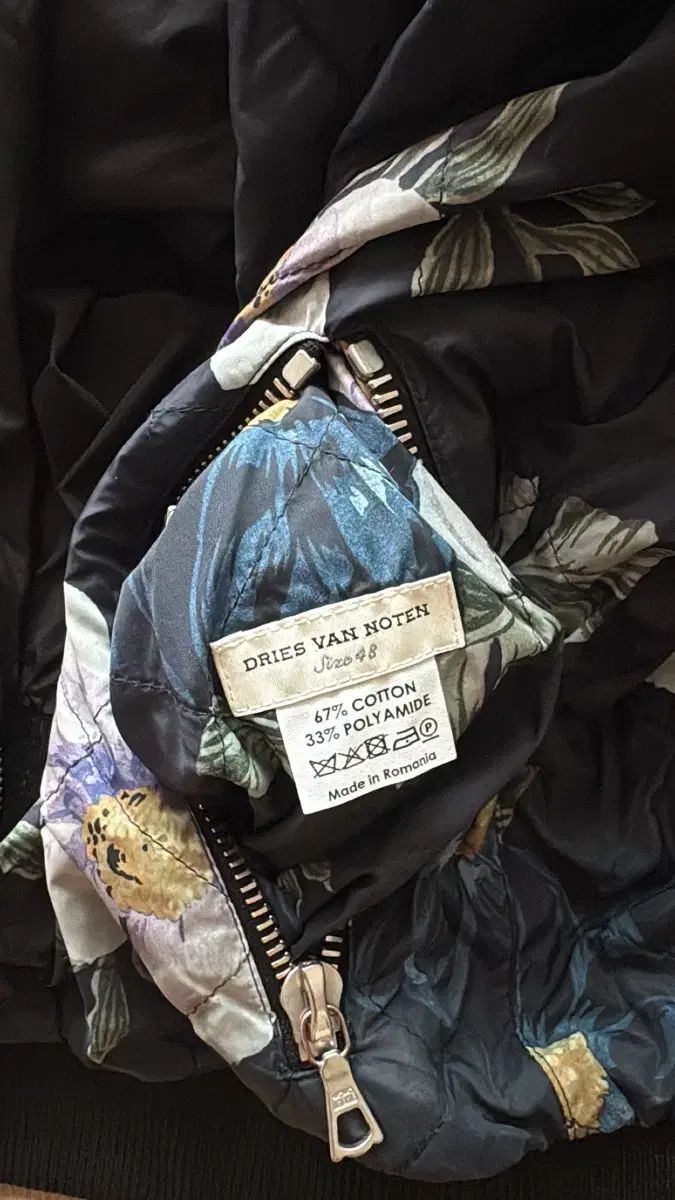 DRIES VAN NOTEN
Size 48
67% COTTON
33% POLYAMIDE
Made in Romania